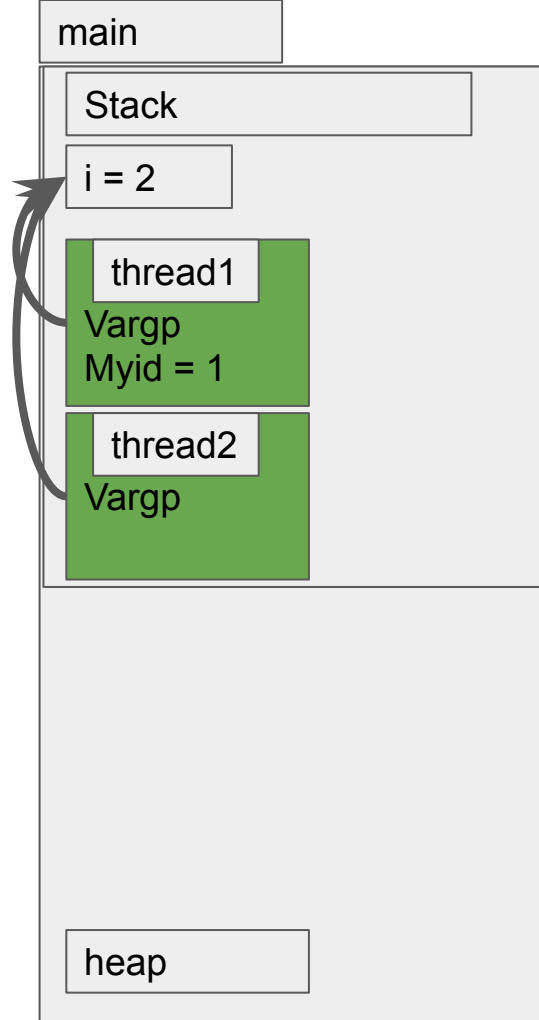 main
Stack
i = 2
thread1
Vargp
Myid = 1
thread2
Vargp
heap